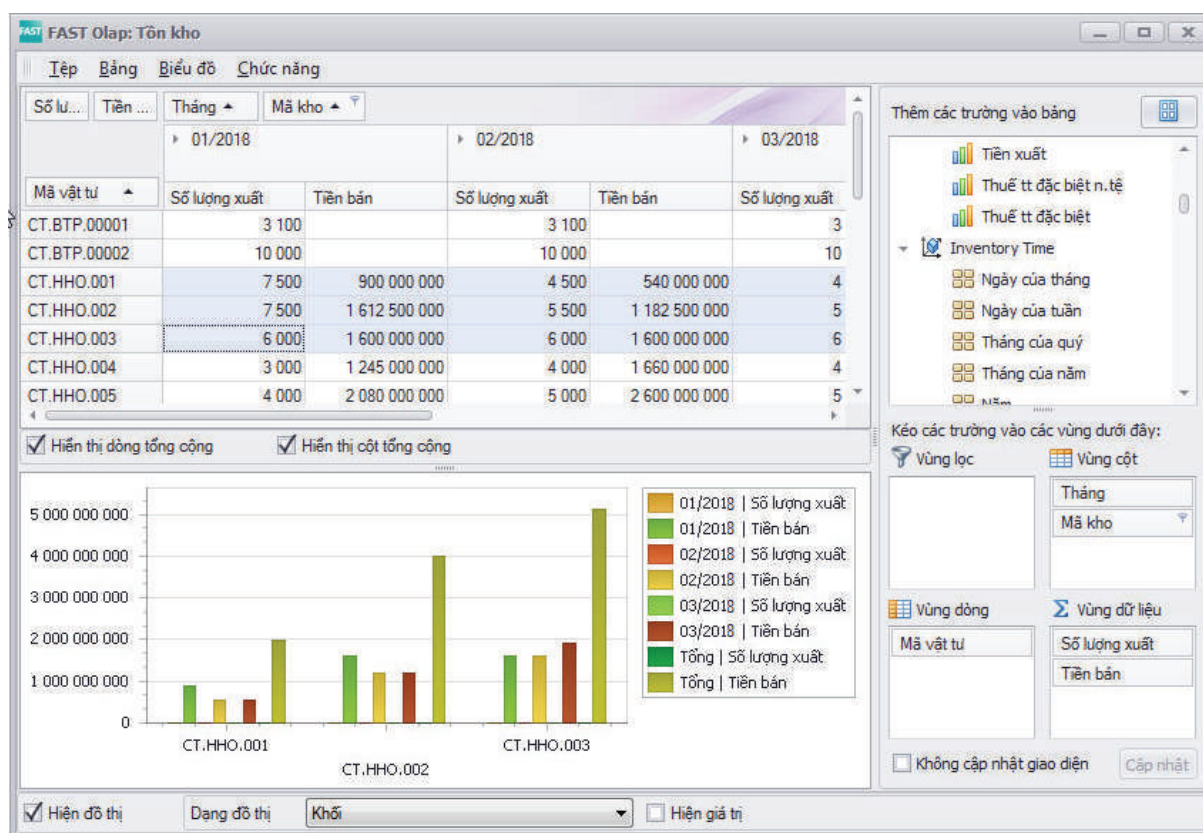 FAST FAST Olap: Tồn kho
Tệp Bảng Biểu đồ Chức năng
Số lư... Tiền ... Tháng Mã kho
01/2018 02/2018 03/2018
Mã vật tư Số lượng xuất Tiền bán Số lượng xuất Tiền bán Số lượng xuất
CT.BTP.00001 3 100 3 100 3
CT.BTP.00002 10 000 10 000 10
CT.HHO.001 7 500 900 000 000 4 500 540 000 000 4
CT.HHO.002 7 500 1 612 500 000 5 500 1 182 500 000 5
CT.HHO.003 6 000 1 600 000 000 6 000 1 600 000 000 6
CT.HHO.004 3 000 1 245 000 000 4 000 1 660 000 000 4
CT.HHO.005 4 000 2 080 000 000 5 000 2 600 000 000 5
Hiển thị dòng tổng cộng Hiển thị cột tổng cộng
5 000 000 000
4 000 000 000
3 000 000 000
2 000 000 000
1 000 000 000
0
CT.HHO.001
CT.HHO.002
CT.HHO.003
01/2018 | Số lượng xuất
01/2018 | Tiền bán
02/2018 | Số lượng xuất
02/2018 | Tiền bán
03/2018 | Số lượng xuất
03/2018 | Tiền bán
Tổng | Số lượng xuất
Tổng | Tiền bán
Hiện đồ thị Dạng đồ thị Khối Hiện giá trị
Thêm các trường vào bảng
Tiền xuất
Thuế tt đặc biệt n.tệ
Thuế tt đặc biệt
Inventory Time
Ngày của tháng
Ngày của tuần
Tháng của quý
Tháng của năm
Năm
Kéo các trường vào các vùng dưới đây:
Vùng lọc Vùng cột
Tháng
Mã kho
Vùng dòng Vùng dữ liệu
Mã vật tư Số lượng xuất
Tiền bán
Không cập nhật giao diện Cập nhật